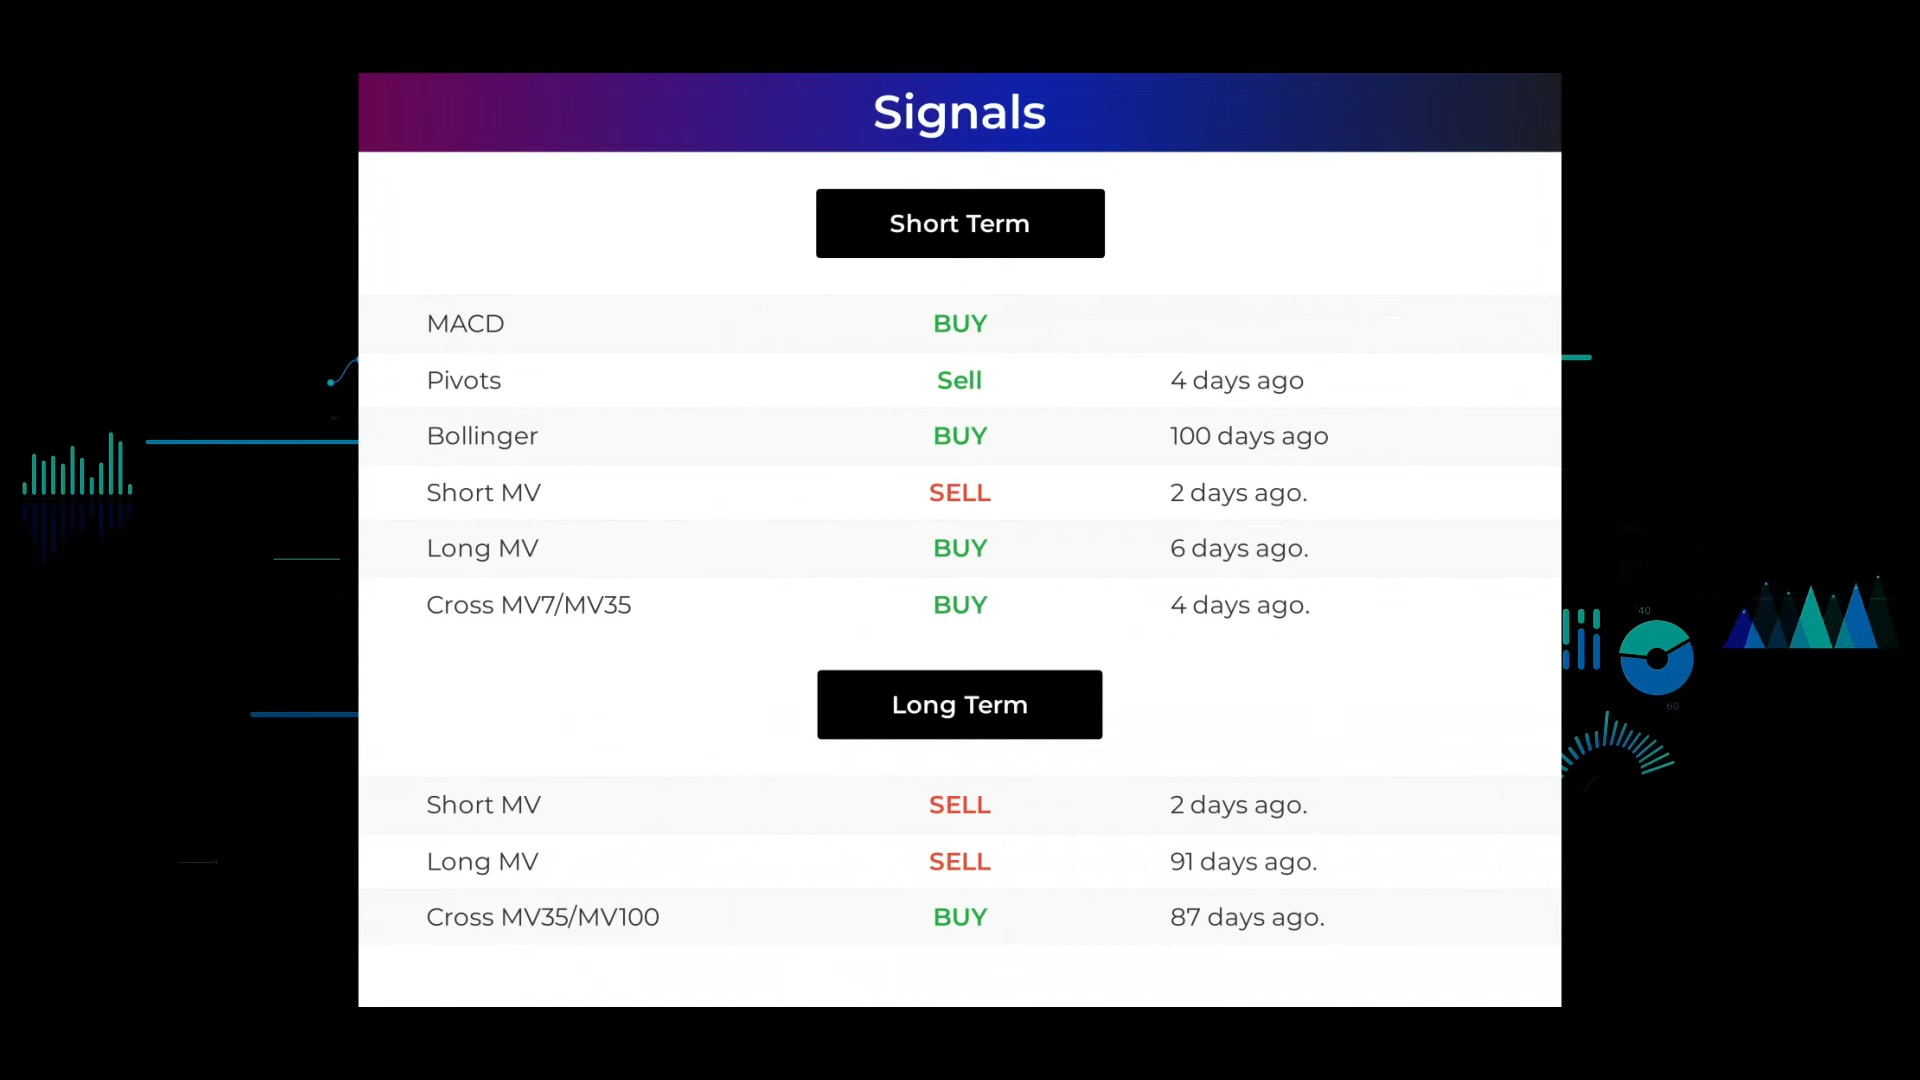 Signals
Short Term
MACD BUY
Pivots Sell 4 days ago
Bollinger BUY 100 days ago
Short MV SELL 2 days ago.
Long MV BUY 6 days ago.
Cross MV7/MV35 BUY 4 days ago.
Long Term
Short MV SELL 2 days ago.
Long MV SELL 91 days ago.
Cross MV35/MV100 BUY 87 days ago.
40
60